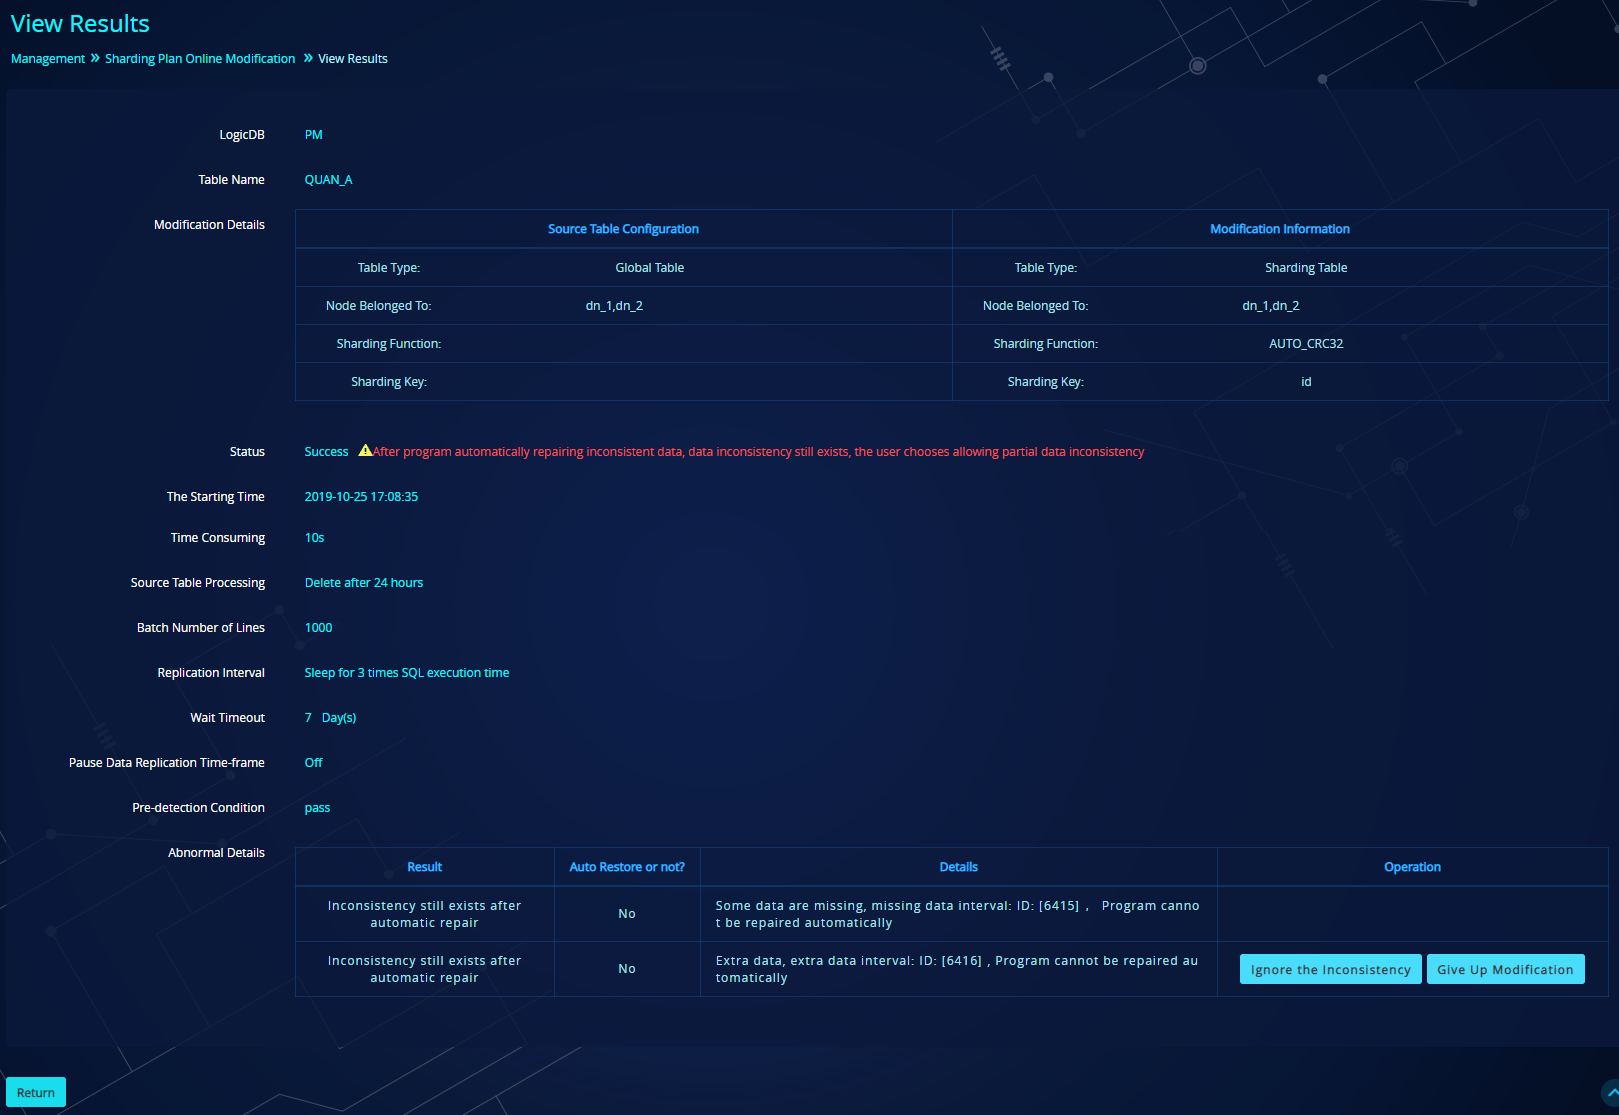 View Results
Management » Sharding Plan Online Modification » View Results
LogicDB PM
Table Name QUAN_A
Modification Details
Source Table Configuration Modification Information
Table Type: Global Table Table Type: Sharding Table
Node Belonged To: dn_1,dn_2 Node Belonged To: dn_1,dn_2
Sharding Function: Sharding Function: AUTO_CRC32
Sharding Key: Sharding Key: id
Status Success After program automatically repairing inconsistent data, data inconsistency still exists, the user chooses allowing partial data inconsistency
The Starting Time 2019-10-25 17:08:35
Time Consuming 10s
Source Table Processing Delete after 24 hours
Batch Number of Lines 1000
Replication Interval Sleep for 3 times SQL execution time
Wait Timeout 7 Day(s)
Pause Data Replication Time-frame Off
Pre-detection Condition pass
Abnormal Details
Result Auto Restore or not? Details Operation
Inconsistency still exists after
automatic repair
No
Some data are missing, missing data interval: ID: [6415] , Program canno
t be repaired automatically
Inconsistency still exists after
automatic repair
No
Extra data, extra data interval: ID: [6416] , Program cannot be repaired au
tomatically
Ignore the Inconsistency Give Up Modification
Return